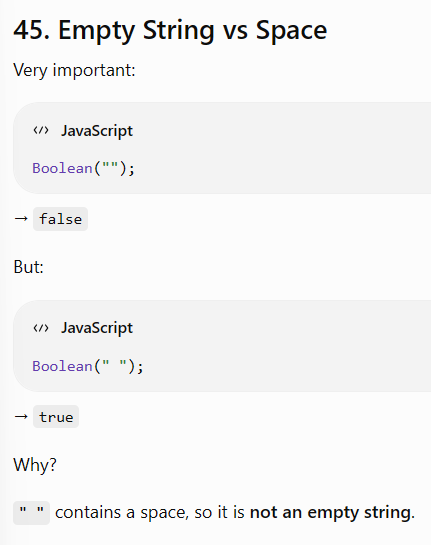 45. Empty String vs Space
Very important:
</> JavaScript
Boolean("");
→ false
But:
</> JavaScript
Boolean(" ");
→ true
Why?
" " contains a space, so it is not an empty string.